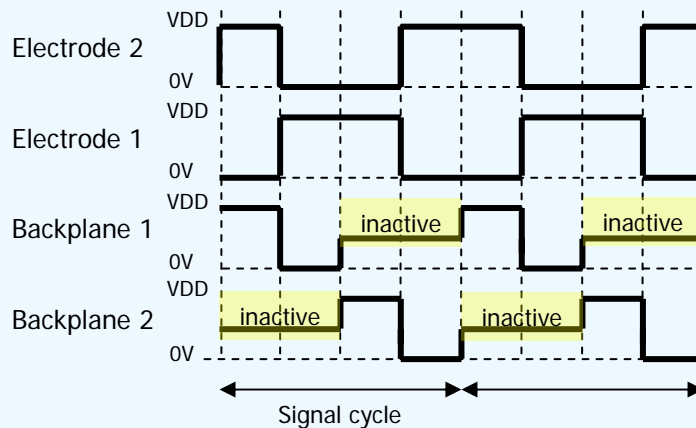 VDD
Electrode 2
0V
VDD
Electrode 1
0V
VDD
inactive inactive
Backplane 1
0V
VDD
Backplane 2 inactive inactive
0V
Signal cycle